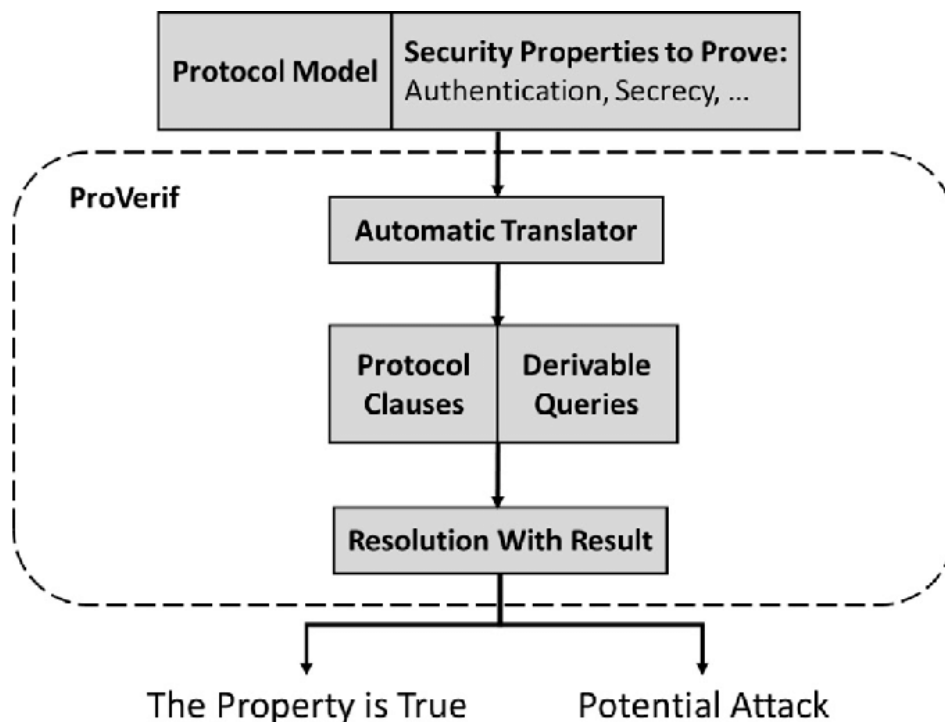 Protocol Model
Security Properties to Prove:
Authentication, Secrecy, ...
ProVerif
Automatic Translator
Protocol
Clauses
Derivable
Queries
Resolution With Result
The Property is True
Potential Attack